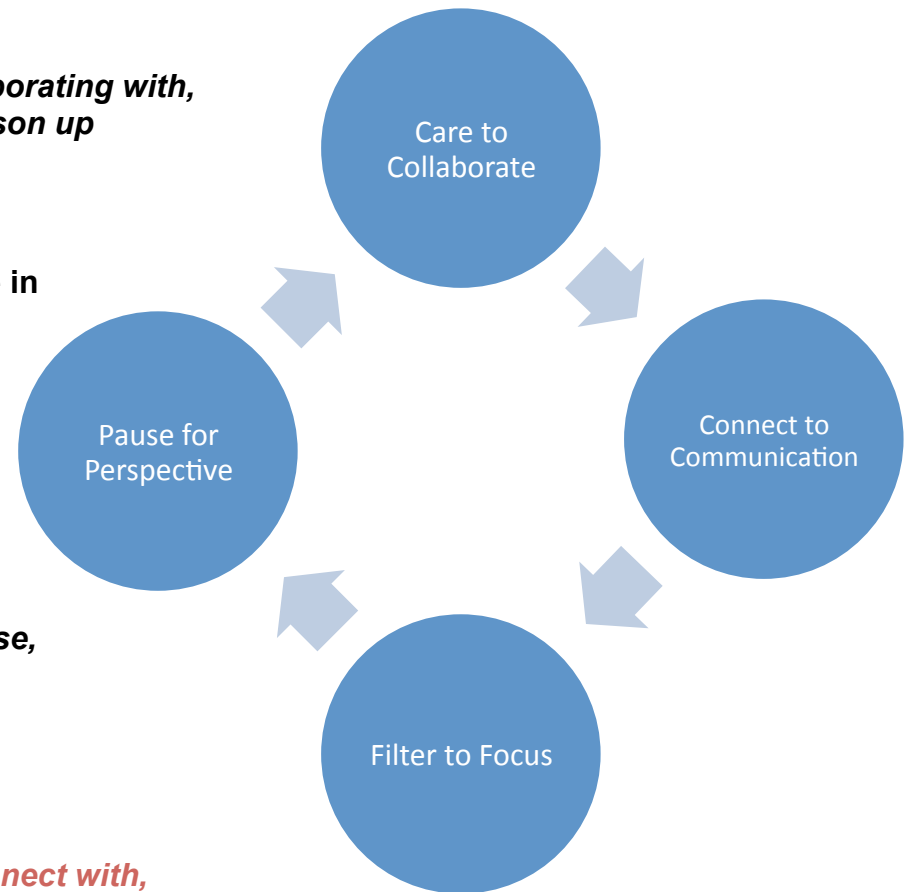 porating with,
son up
Care to
Collaborate
in
Pause for
Perspective
Connect to
Communication
se,
Filter to Focus
nect with,